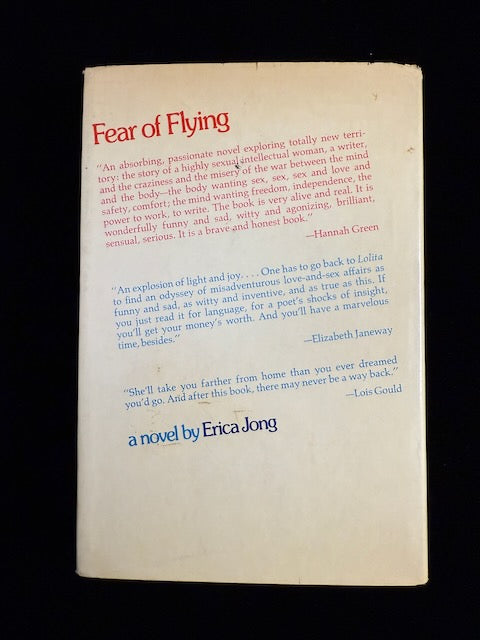 Fear of Flying
"An absorbing, passionate novel exploring totally new terri-
tory: the story of a highly sexual intellectual woman, a writer,
and the craziness and the misery of the war between the mind
and the body—the body wanting sex, sex, sex and love and
safety, comfort; the mind wanting freedom, independence, the
power to work, to write. The book is very alive and real. It is
wonderfully funny and sad, witty and agonizing, brilliant,
sensual, serious. It is a brave and honest book."
—Hannah Green
"An explosion of light and joy. . . . One has to go back to Lolita
to find an odyssey of misadventurous love-and-sex affairs as
funny and sad, as witty and inventive, and as true as this. If
you just read it for language, for a poet's shocks of insight,
you'll get your money's worth. And you'll have a marvelous
time, besides."
—Elizabeth Janeway
"She'll take you farther from home than you ever dreamed
you'd go. And after this book, there may never be a way back."
—Lois Gould
a novel by Erica Jong